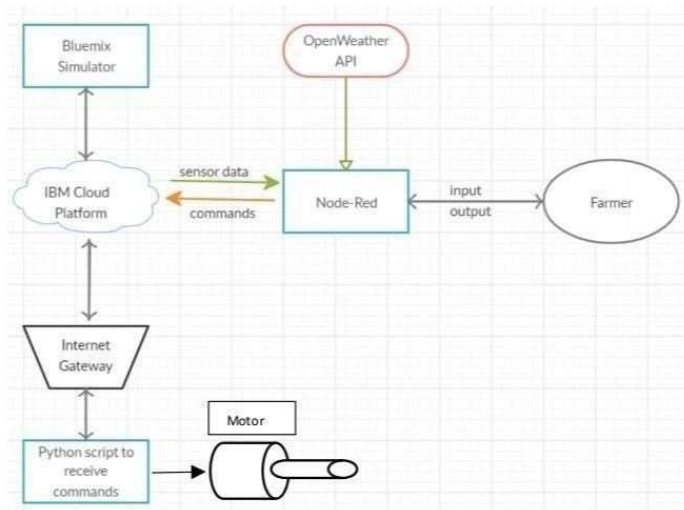 Bluemix
Simulator
OpenWeather
API
sensor data
IBM Cloud
Platform
commands
Node-Red
input
output
Farmer
Internet
Gateway
Motor
Python script to
receive
commands